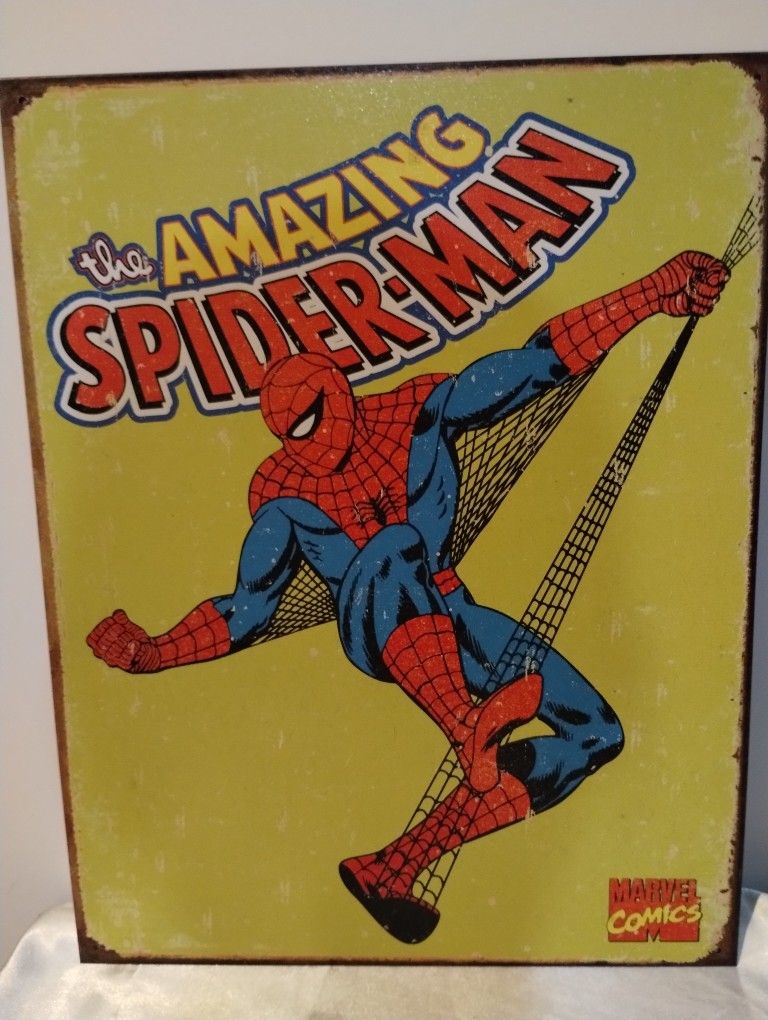 the AMAZING
SPIDER-MAN
MARVEL
COMICS
M